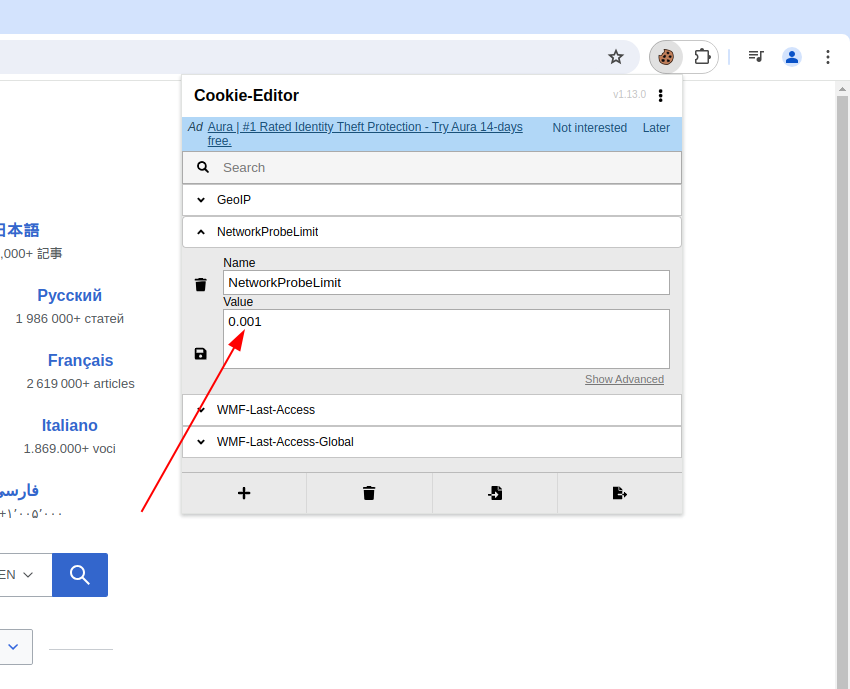 Cookie-Editor
v1.13.0
Ad Aura | #1 Rated Identity Theft Protection - Try Aura 14-days
free.
Not interested
Later
Search
GeoIP
NetworkProbeLimit
Name
NetworkProbeLimit
Value
0.001
Show Advanced
WMF-Last-Access
WMF-Last-Access-Global
日本語
,000+ 記事
Русский
1 986 000+ статей
Français
2 619 000+ articles
Italiano
1.869.000+ voci
فارسی
۱٬۰۰۵٬۰۰۰+
EN